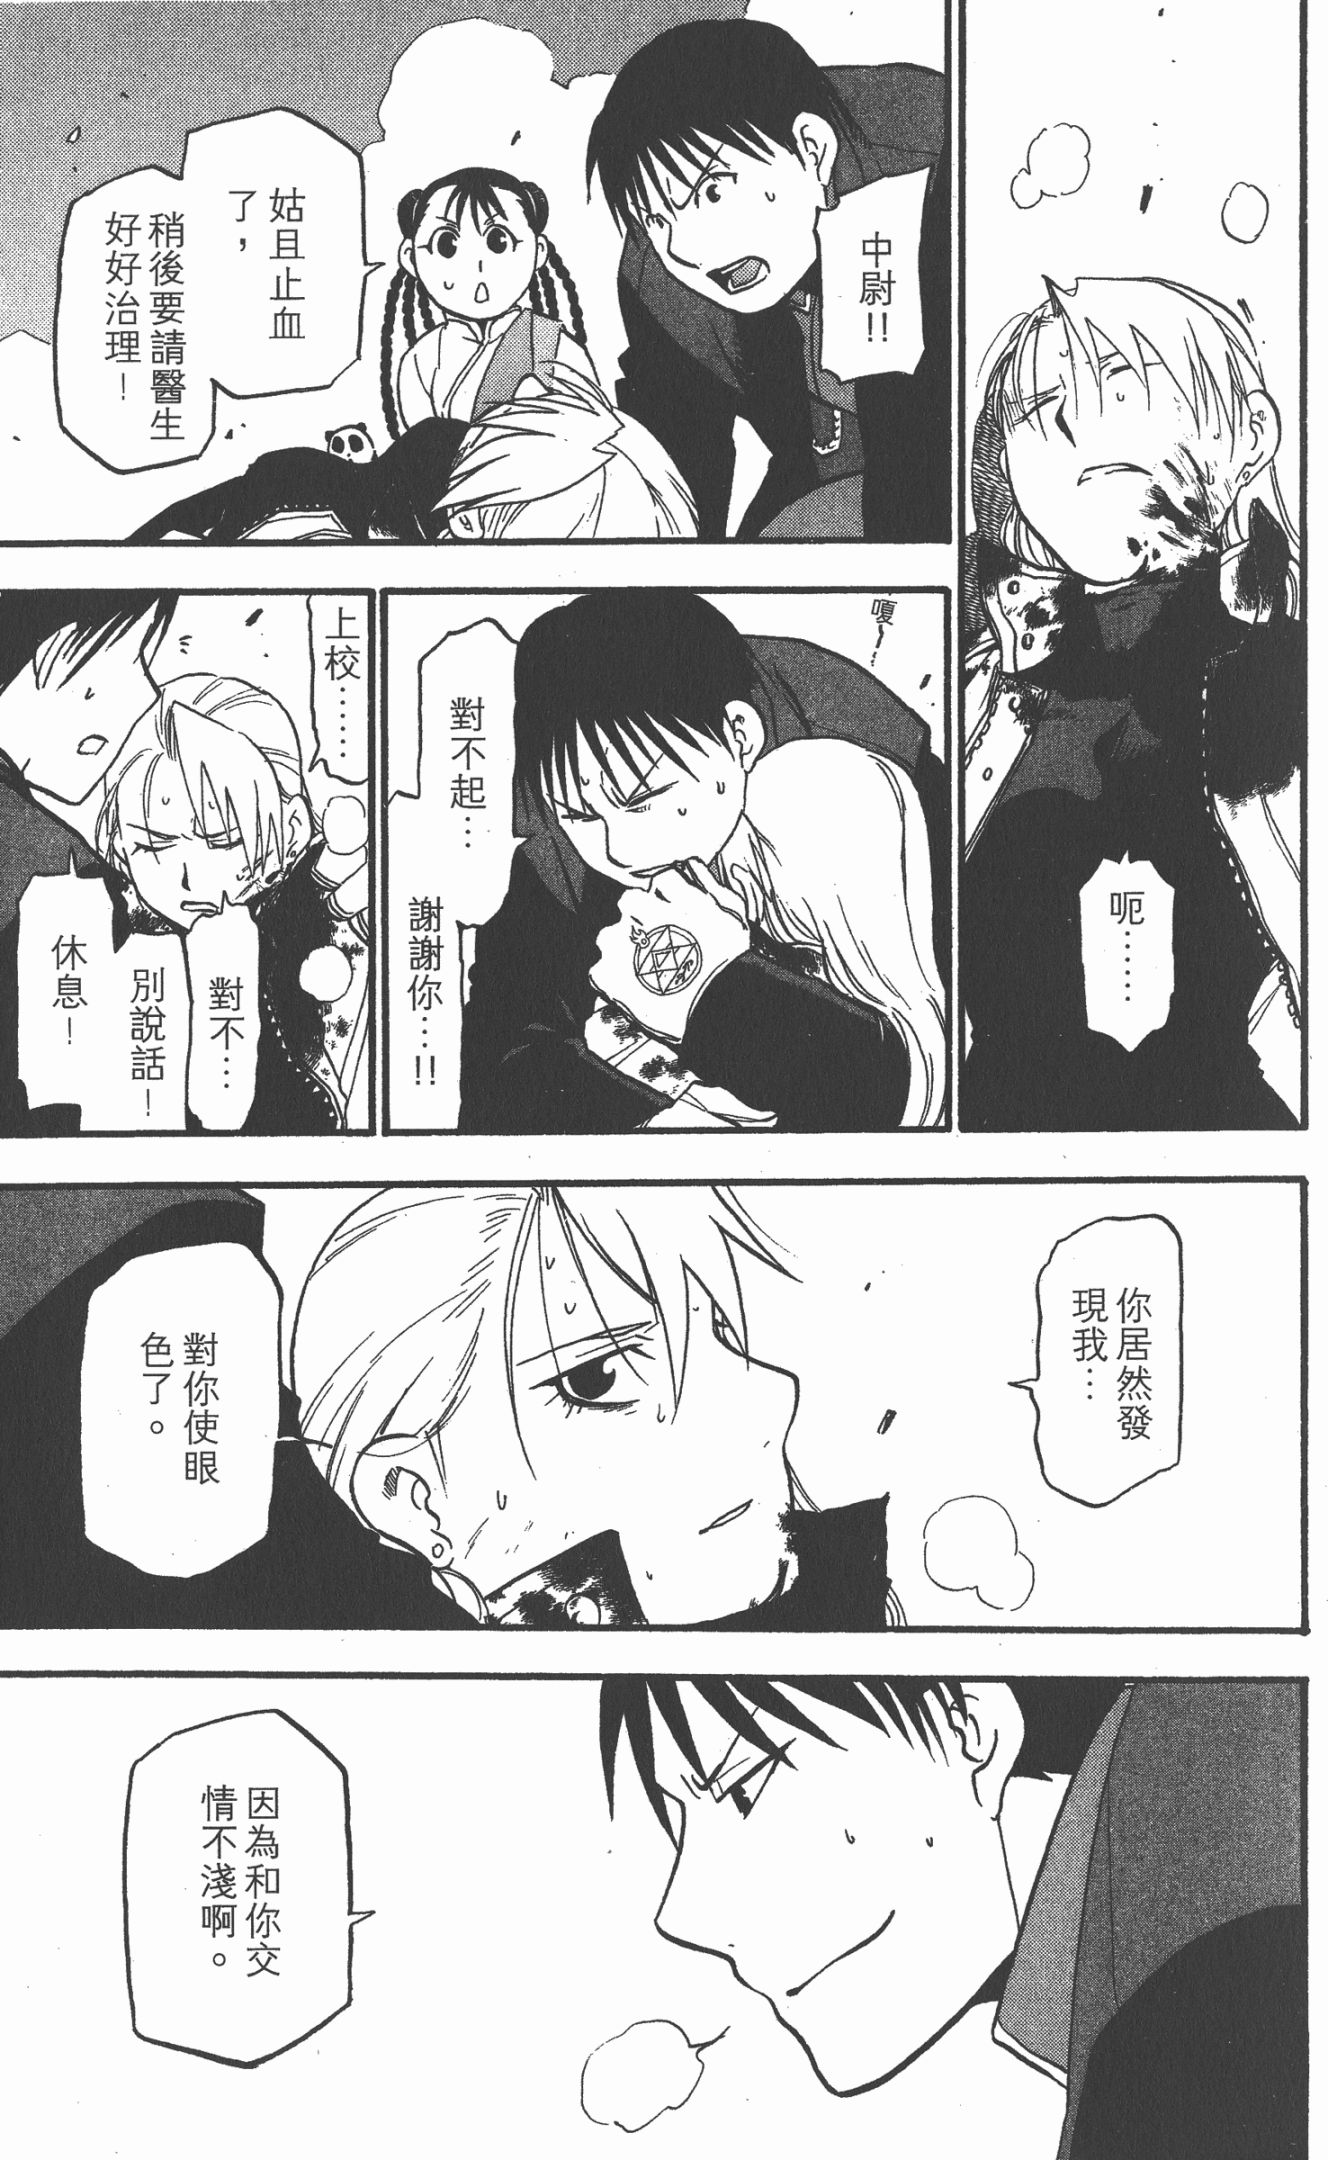 呃……
中尉!!
姑且止血
了，
稍後要請醫生
好好治理！
嗄～…
對不起…
謝謝你…!!
上校……
對不…
別說話！
休息！
你居然發
現我…
對你使眼
色了。
因為和你交
情不淺啊。